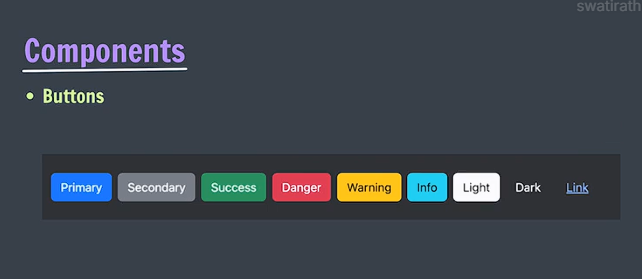 swatirath
Components
• Buttons
Primary Secondary Success Danger Warning Info Light Dark Link